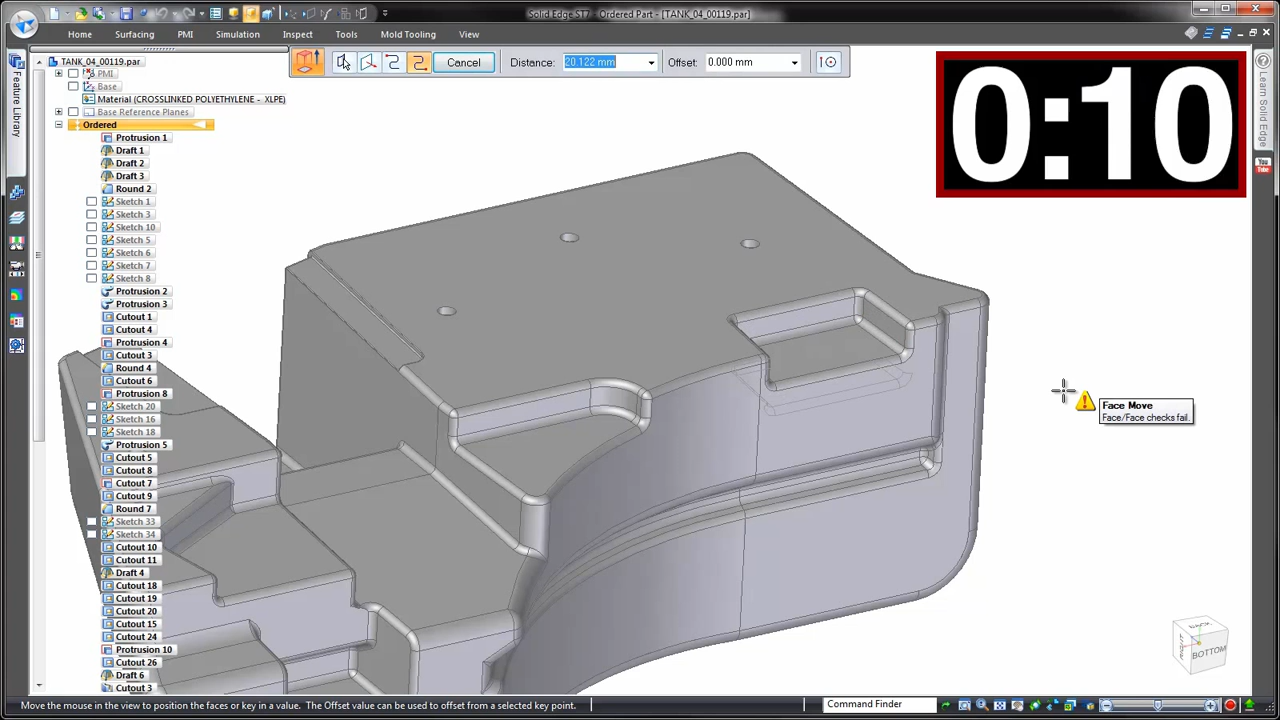 Solid Edge ST7 - Ordered Part - [TANK_04_00119.par]
Home
Surfacing
PMI
Simulation
Inspect
Tools
Mold Tooling
View
Cancel
Distance: 20.122 mm
Offset: 0.000 mm
0:10
Feature Library
Learn Solid Edge
You Tube
TANK_04_00119.par
PMI
Base
Material (CROSSLINKED POLYETHYLENE - XLPE)
Base Reference Planes
Ordered
Protrusion 1
Draft 1
Draft 2
Draft 3
Round 2
Sketch 1
Sketch 3
Sketch 10
Sketch 5
Sketch 6
Sketch 7
Sketch 8
Protrusion 2
Protrusion 3
Cutout 1
Cutout 4
Protrusion 4
Cutout 3
Round 4
Cutout 6
Protrusion 8
Sketch 20
Sketch 16
Sketch 18
Protrusion 5
Cutout 5
Cutout 8
Cutout 7
Cutout 9
Round 7
Sketch 33
Sketch 34
Cutout 10
Cutout 11
Draft 4
Cutout 18
Cutout 19
Cutout 20
Cutout 15
Cutout 24
Protrusion 10
Cutout 26
Draft 6
Cutout 3
Face Move
Face/Face checks fail.
BACK
BOTTOM
Move the mouse in the view to position the faces or key in a value. The Offset value can be used to offset from a selected key point.
Command Finder